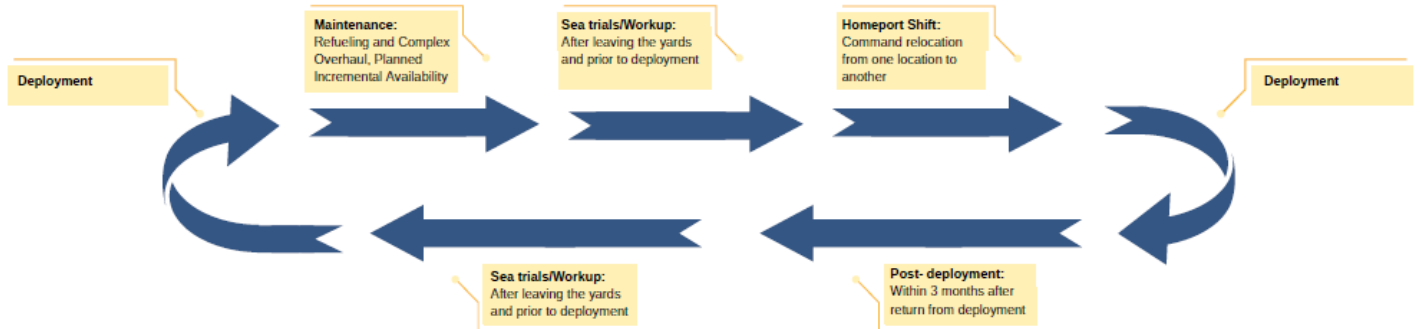 Deployment
Maintenance:
Refueling and Complex
Overhaul, Planned
Incremental Availability
Sea trials/Workup:
After leaving the yards
and prior to deployment
Homeport Shift:
Command relocation
from one location to
another
Deployment
Sea trials/Workup:
After leaving the yards
and prior to deployment
Post- deployment:
Within 3 months after
return from deployment